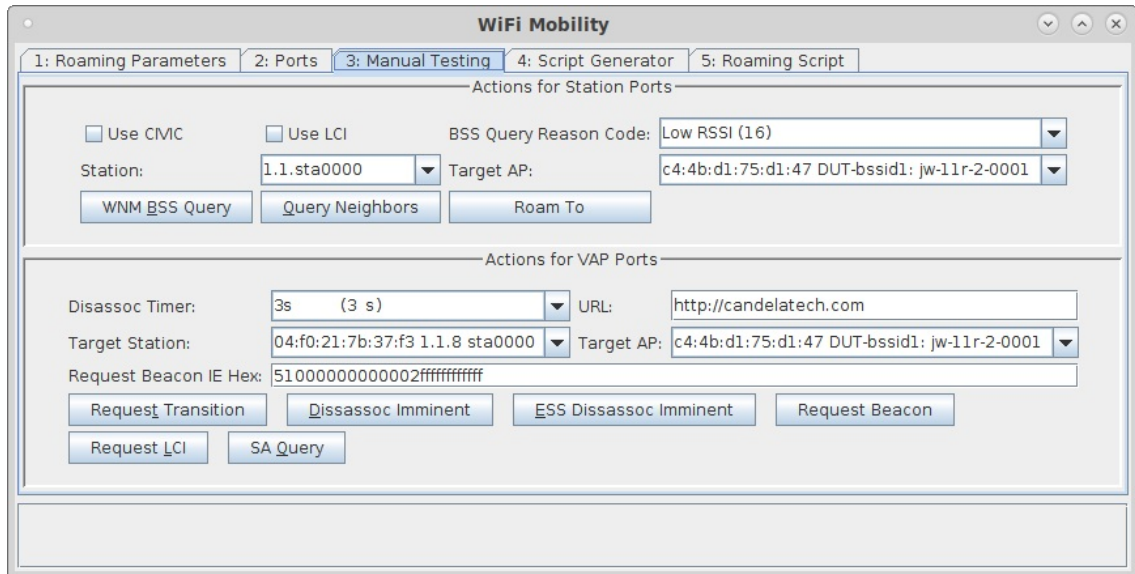 WiFi Mobility
1: Roaming Parameters 2: Ports 3: Manual Testing 4: Script Generator 5: Roaming Script
Actions for Station Ports
Use CIVIC Use LCI BSS Query Reason Code: Low RSSI (16)
Station: 1.1.sta0000 Target AP: c4:4b:d1:75:d1:47 DUT-bssid1: jw-11r-2-0001
WNM BSS Query Query Neighbors Roam To
Actions for VAP Ports
Disassoc Timer: 3s (3 s) URL: http://candelatech.com
Target Station: 04:f0:21:7b:37:f3 1.1.8 sta0000 Target AP: c4:4b:d1:75:d1:47 DUT-bssid1: jw-11r-2-0001
Request Beacon IE Hex: 51000000000002ffffffffffff
Request Transition Dissassoc Imminent ESS Dissassoc Imminent Request Beacon
Request LCI SA Query